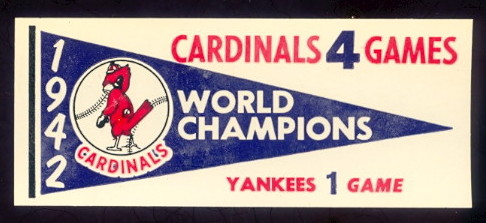 CARDINALS 4 GAMES
1942
WORLD
CHAMPIONS
CARDINALS
YANKEES 1 GAME